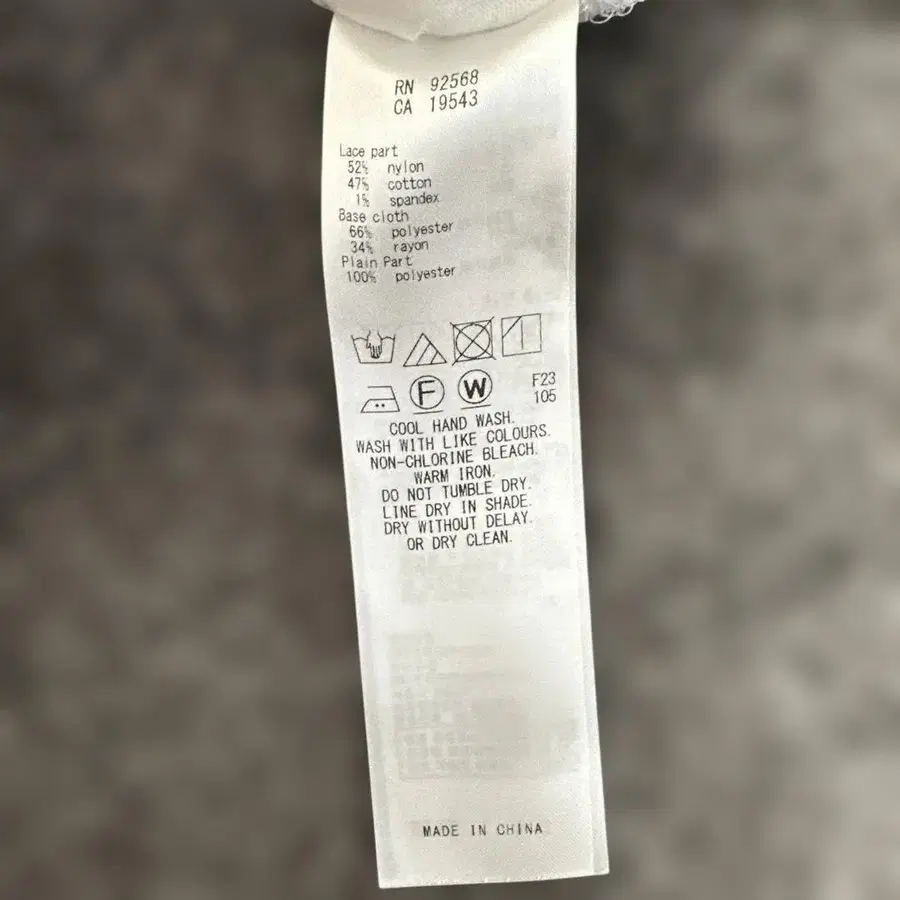 RN 92568
CA 19543
Lace part
52% nylon
47% cotton
1% spandex
Base cloth
66% polyester
34% rayon
Plain Part
100% polyester
F W F23
105
COOL HAND WASH.
WASH WITH LIKE COLOURS.
NON-CHLORINE BLEACH.
WARM IRON.
DO NOT TUMBLE DRY.
LINE DRY IN SHADE.
DRY WITHOUT DELAY.
OR DRY CLEAN.
MADE IN CHINA